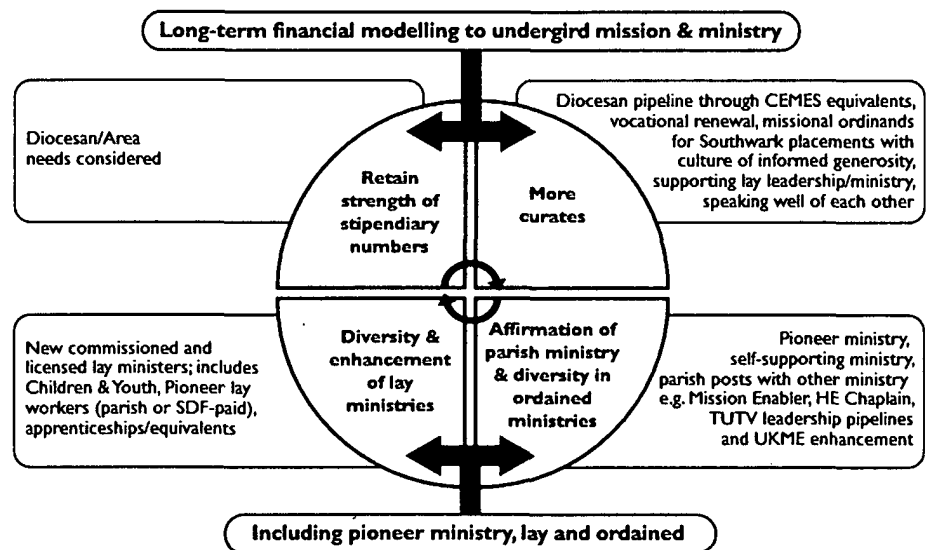 Long-term financial modelling to undergird mission & ministry
Diocesan/Area
needs considered
Diocesan pipeline through CEMES equivalents,
vocational renewal, missional ordinands
for Southwark placements with
culture of informed generosity,
supporting lay leadership/ministry,
speaking well of each other
Retain
strength of
stipendiary
numbers
More
curates
New commissioned and
licensed lay ministers; includes
Children & Youth, Pioneer lay
workers (parish or SDF-paid),
apprenticeships/equivalents
Diversity &
enhancement
of lay
ministries
Affirmation of
parish ministry
& diversity in
ordained
ministries
Pioneer ministry,
self-supporting ministry,
parish posts with other ministry
e.g. Mission Enabler, HE Chaplain,
TUTV leadership pipelines
and UKME enhancement
Including pioneer ministry, lay and ordained